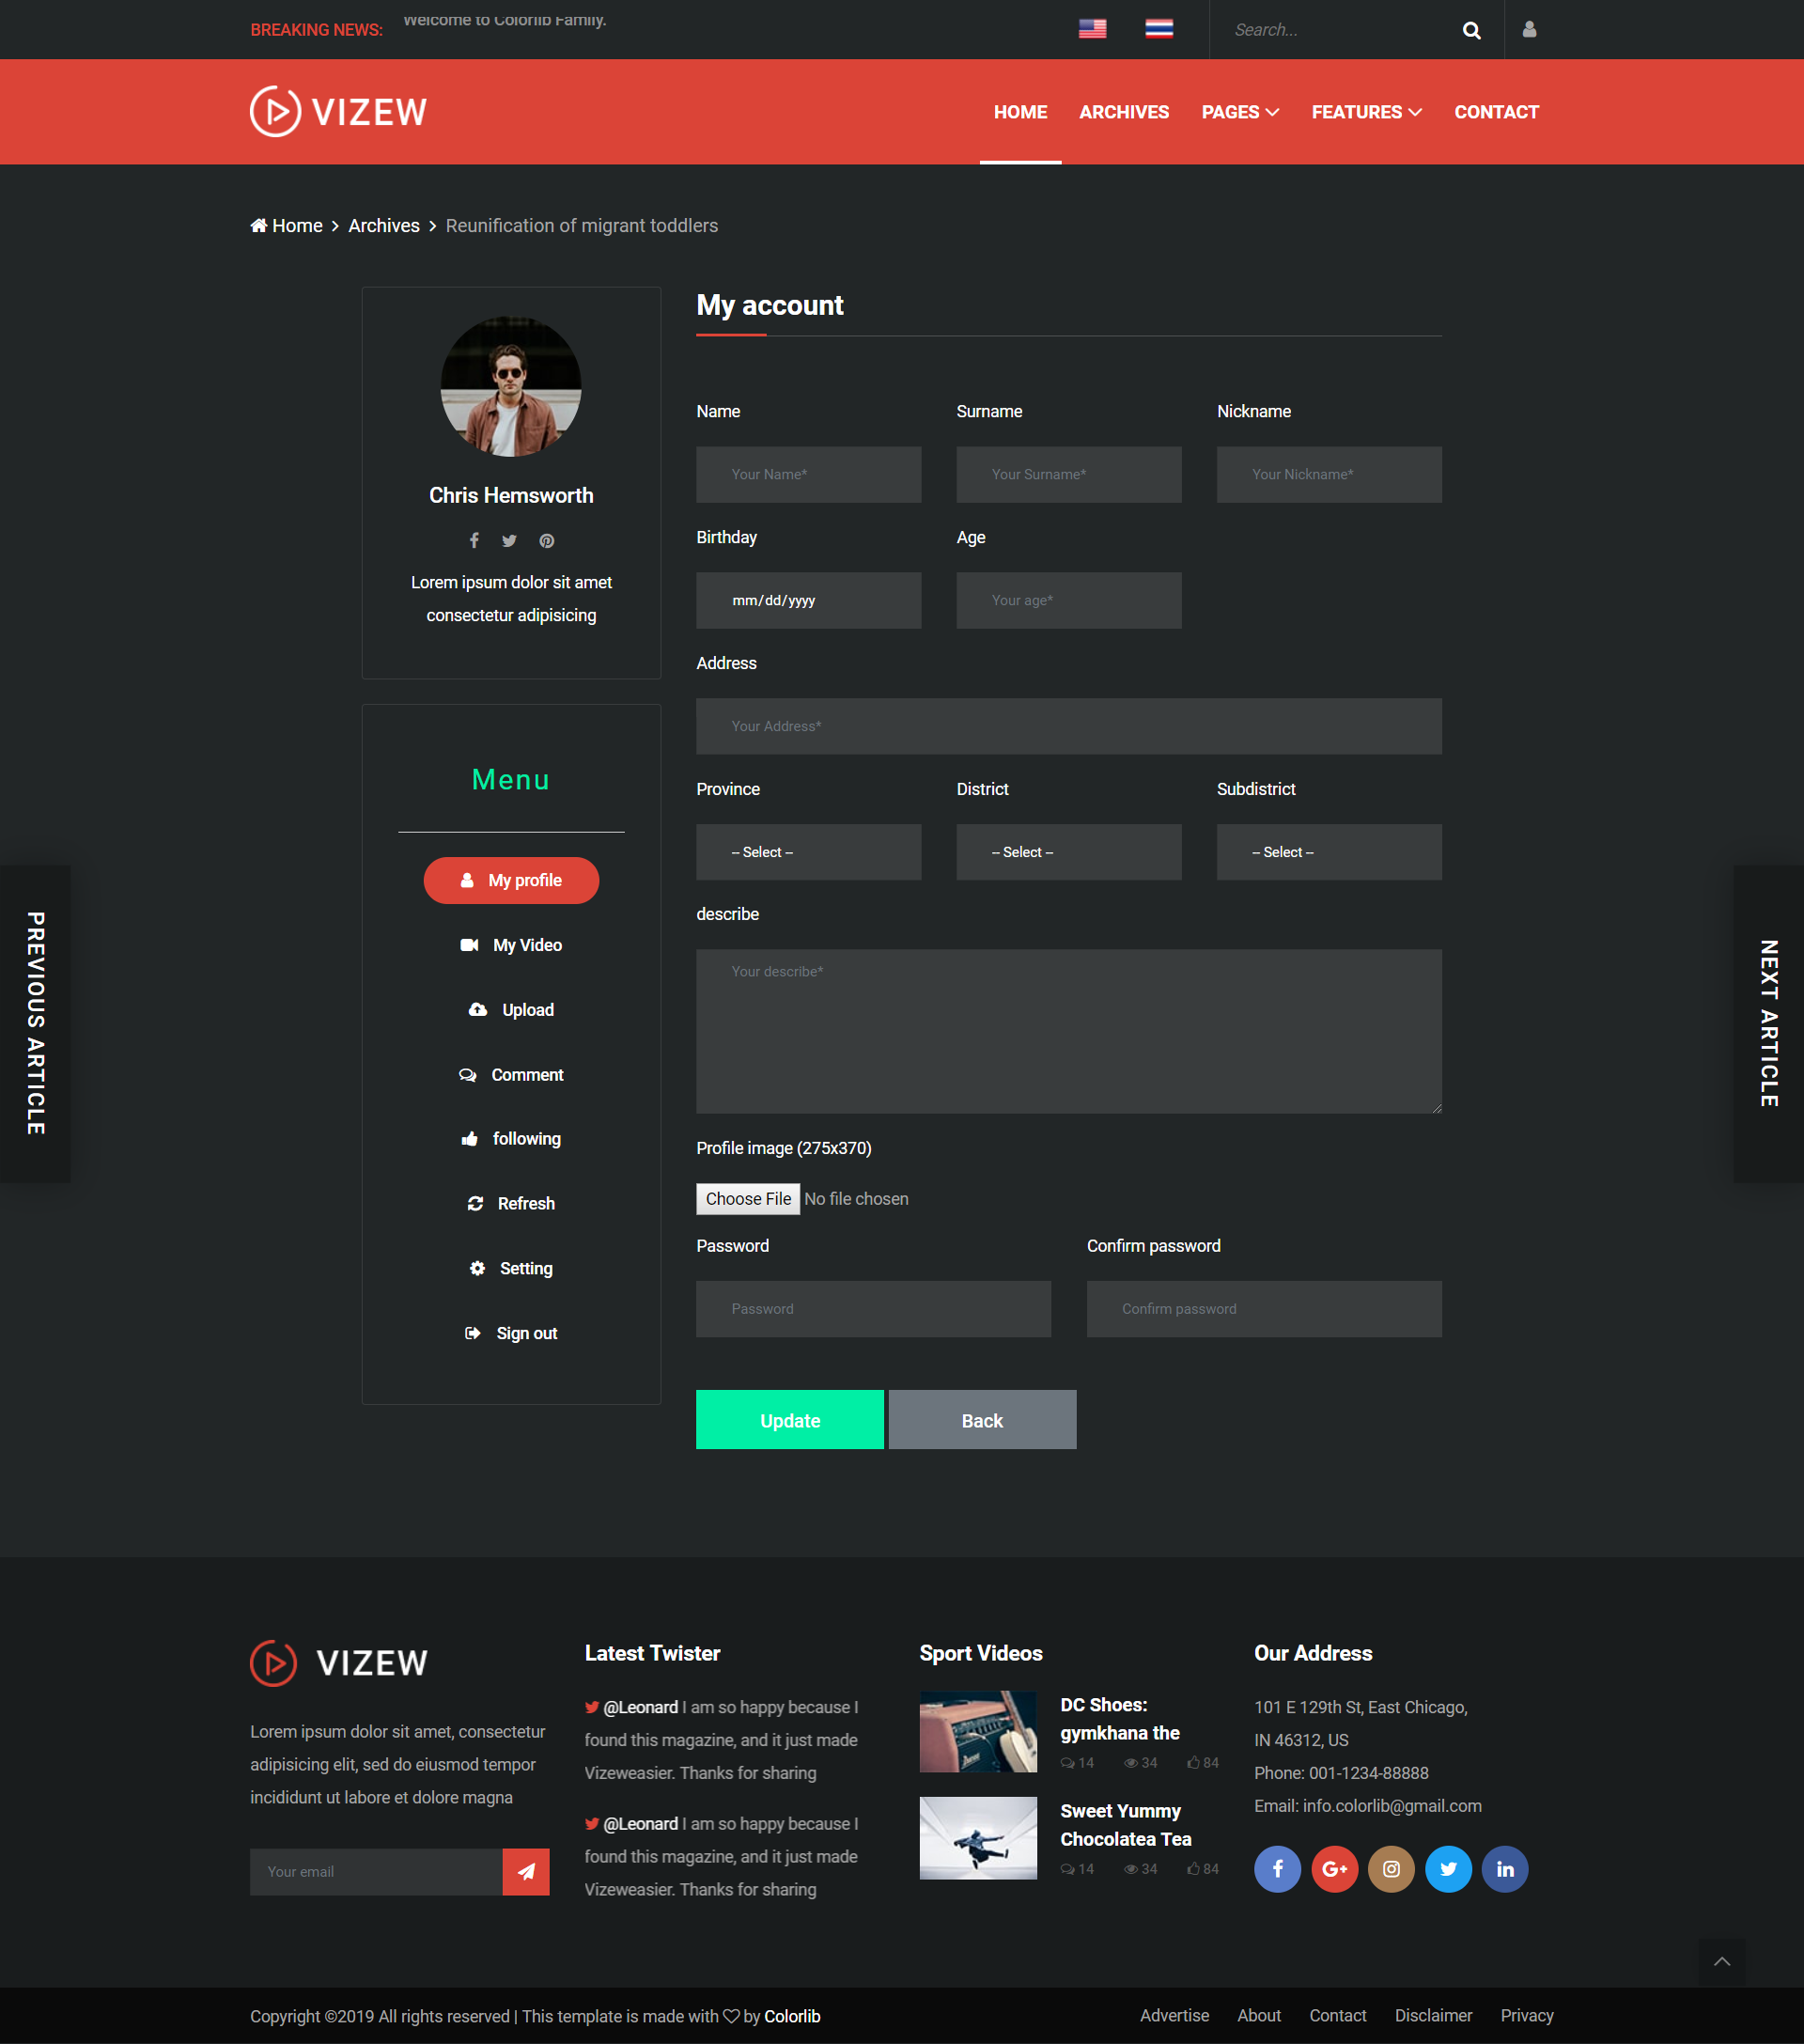 BREAKING NEWS:
Welcome to Colorlib Family.
Search...
VIZEW
HOME
ARCHIVES
PAGES
FEATURES
CONTACT
Home
Archives
Reunification of migrant toddlers
Chris Hemsworth
Lorem ipsum dolor sit amet
consectetur adipisicing
Menu
My profile
My Video
Upload
Comment
following
Refresh
Setting
Sign out
My account
Name
Surname
Nickname
Your Name*
Your Surname*
Your Nickname*
Birthday
Age
mm/dd/yyyy
Your age*
Address
Your Address*
Province
District
Subdistrict
-- Select --
-- Select --
-- Select --
describe
Your describe*
Profile image (275x370)
Choose File No file chosen
Password
Confirm password
Password
Confirm password
Update
Back
PREVIOUS ARTICLE
NEXT ARTICLE
VIZEW
Lorem ipsum dolor sit amet, consectetur
adipisicing elit, sed do eiusmod tempor
incididunt ut labore et dolore magna
Your email
Latest Twister
@Leonard I am so happy because I
found this magazine, and it just made
Vizeweasier. Thanks for sharing
@Leonard I am so happy because I
found this magazine, and it just made
Vizeweasier. Thanks for sharing
Sport Videos
DC Shoes:
gymkhana the
14 34 84
Sweet Yummy
Chocolatea Tea
14 34 84
Our Address
101 E 129th St, East Chicago,
IN 46312, US
Phone: 001-1234-88888
Email: info.colorlib@gmail.com
Copyright ©2019 All rights reserved | This template is made with ♡ by Colorlib
Advertise
About
Contact
Disclaimer
Privacy